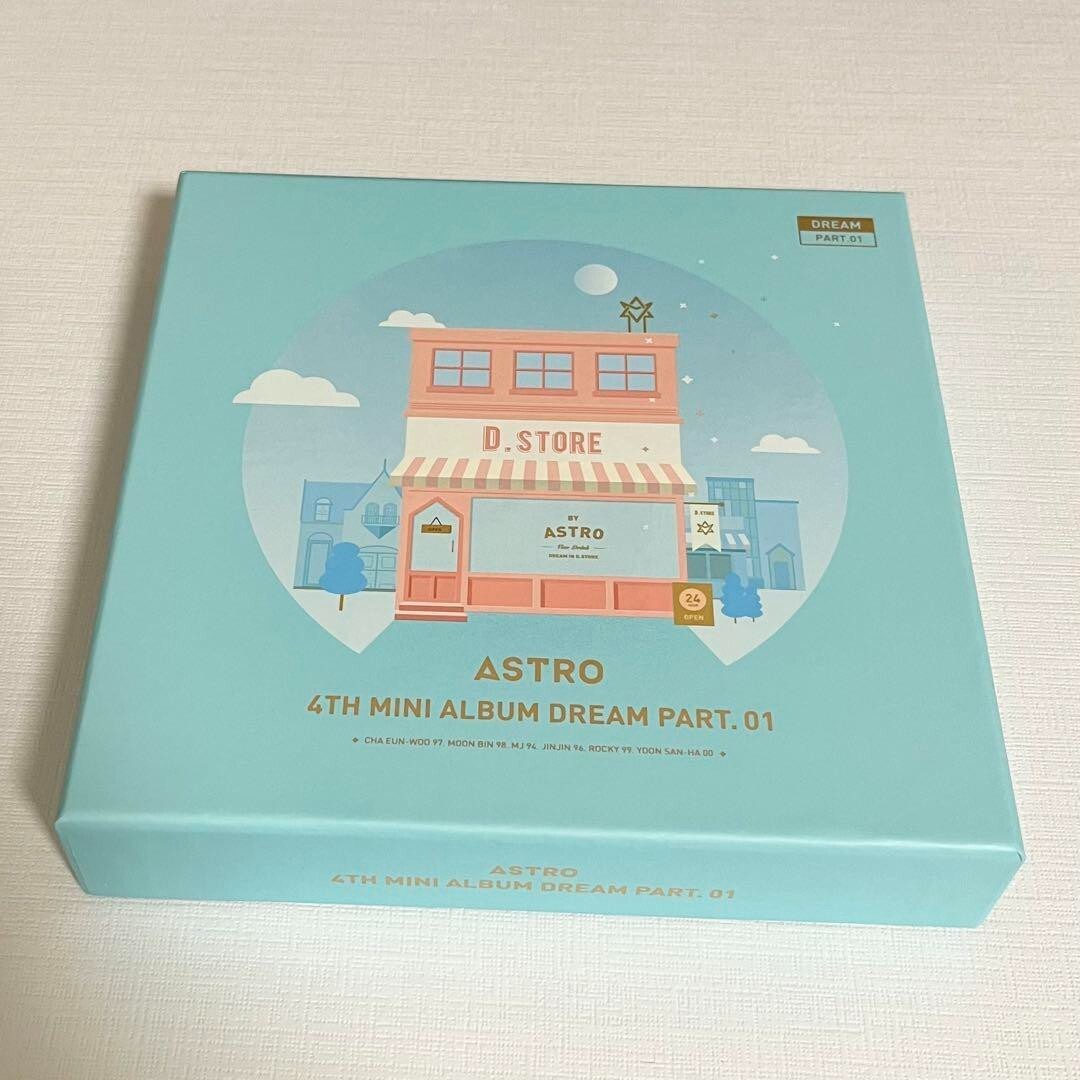 DREAM
PART.01
D.STORE
OPEN
BY
ASTRO
DREAM IN D.STORE
D.STORE
24
HOUR
OPEN
ASTRO
4TH MINI ALBUM DREAM PART. 01
CHA EUN-WOO 97. MOON BIN 98. MJ 94. JINJIN 96. ROCKY 99. YOON SAN-HA 00
ASTRO
4TH MINI ALBUM DREAM PART. 01